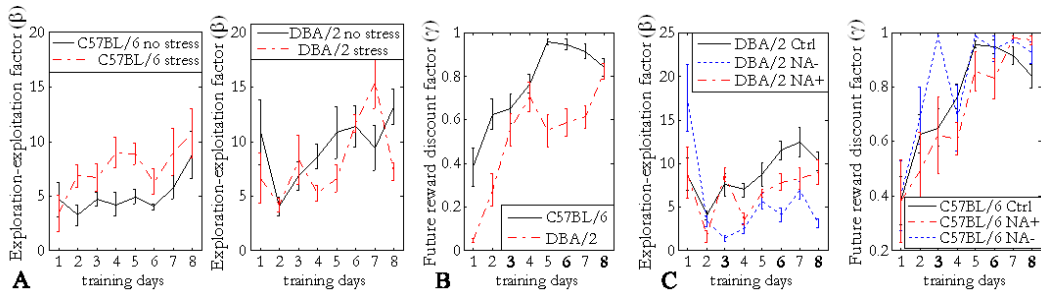 Exploration-exploitation factor (β)
20
15
10
5
0
C57BL/6 no stress
C57BL/6 stress
1 2 3 4 5 6 7 8
training days
A
Exploration-exploitation factor (β)
20
15
10
5
0
DBA/2 no stress
DBA/2 stress
1 2 3 4 5 6 7 8
training days
Future reward discount factor (γ)
1
0.8
0.6
0.4
0.2
0
C57BL/6
DBA/2
1 2 3 4 5 6 7 8
training days
B
Exploration-exploitation factor (β)
25
20
15
10
5
0
DBA/2 Ctrl
DBA/2 NA-
DBA/2 NA+
1 2 3 4 5 6 7 8
training days
C
Future reward discount factor (γ)
1
0.8
0.6
0.4
0.2
C57BL/6 Ctrl
C57BL/6 NA+
C57BL/6 NA-
1 2 3 4 5 6 7 8
training days